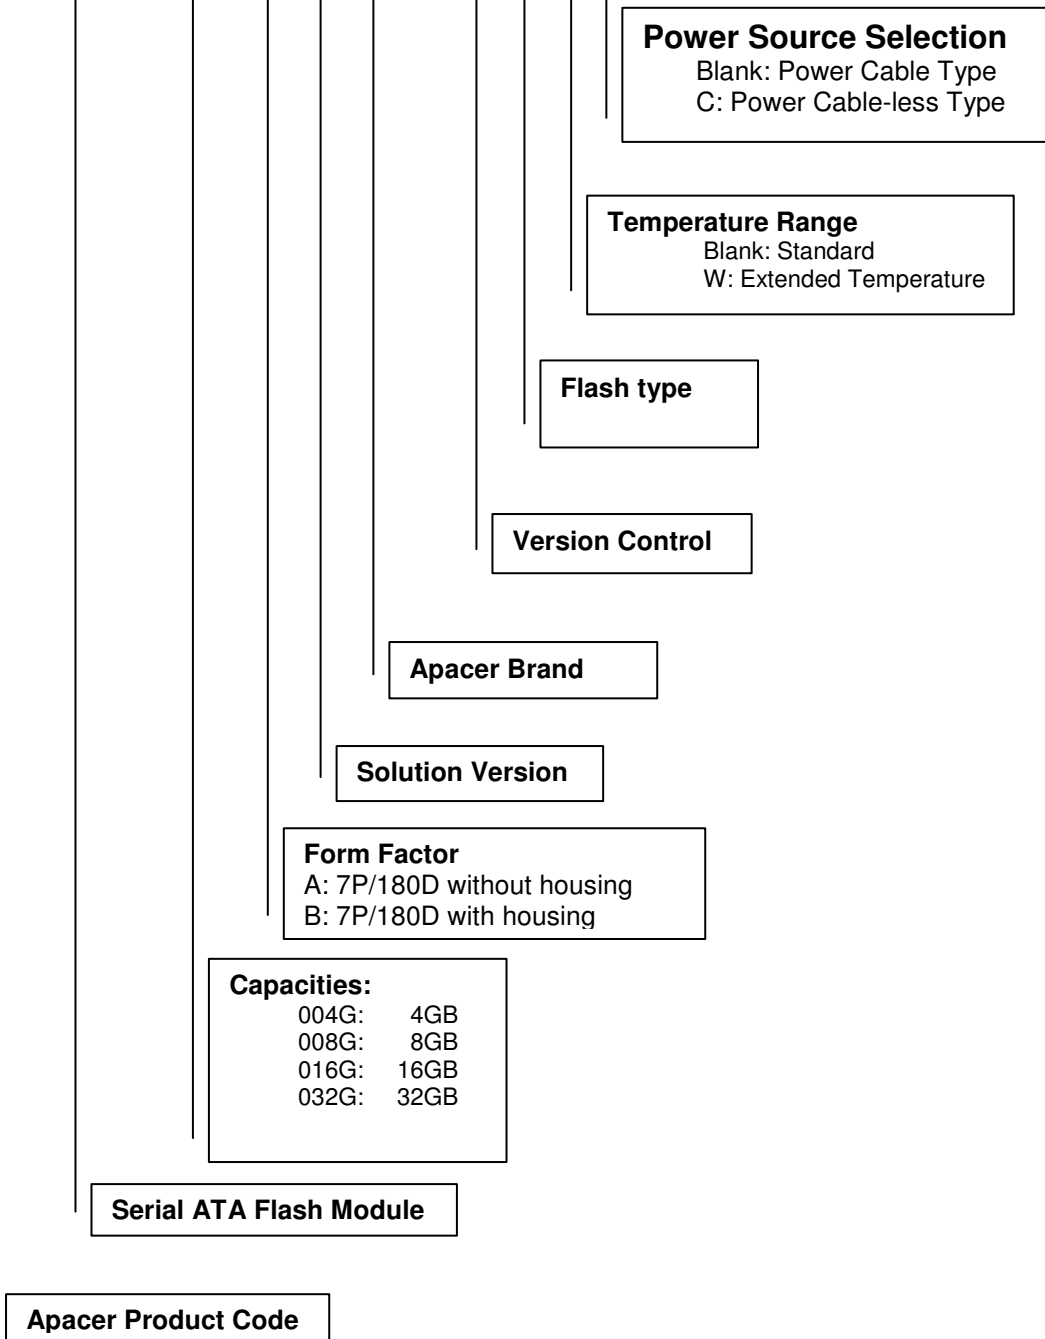 Power Source Selection
Blank: Power Cable Type
C: Power Cable-less Type
Temperature Range
Blank: Standard
W: Extended Temperature
Flash type
Version Control
Apacer Brand
Solution Version
Form Factor
A: 7P/180D without housing
B: 7P/180D with housing
Capacities:
004G: 4GB
008G: 8GB
016G: 16GB
032G: 32GB
Serial ATA Flash Module
Apacer Product Code